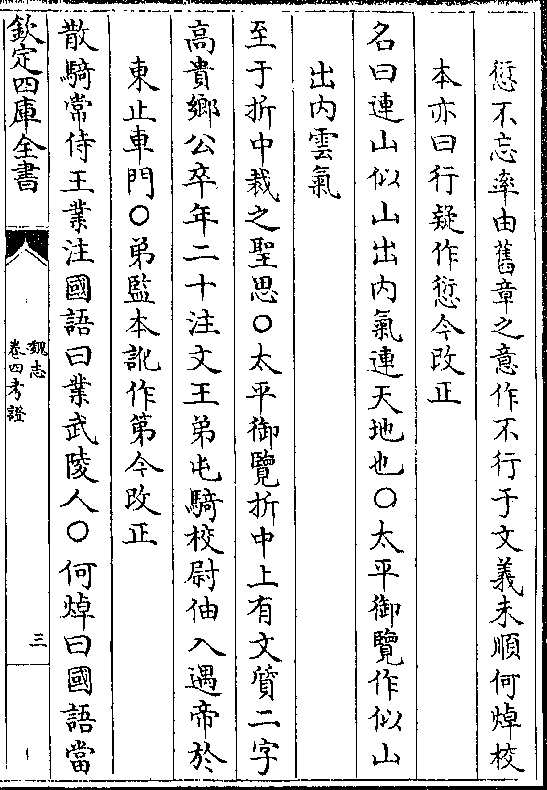 愆不忘率由舊章之意作不行于文義未順何焯校
本亦曰行疑作愆今改正
名曰連山似山出内氣連天地也○太平御覽作似山
出内雲氣
至于折中裁之聖思○太平御覽折中上有文質二字
高貴鄉公卒年二十注文王弟屯騎校尉伷入遇帝於
東止車門○弟監本訛作第今改正
散騎常侍王業注國語曰業武陵人○何焯曰國語當
欽定四庫全書
魏志
卷四考證
三